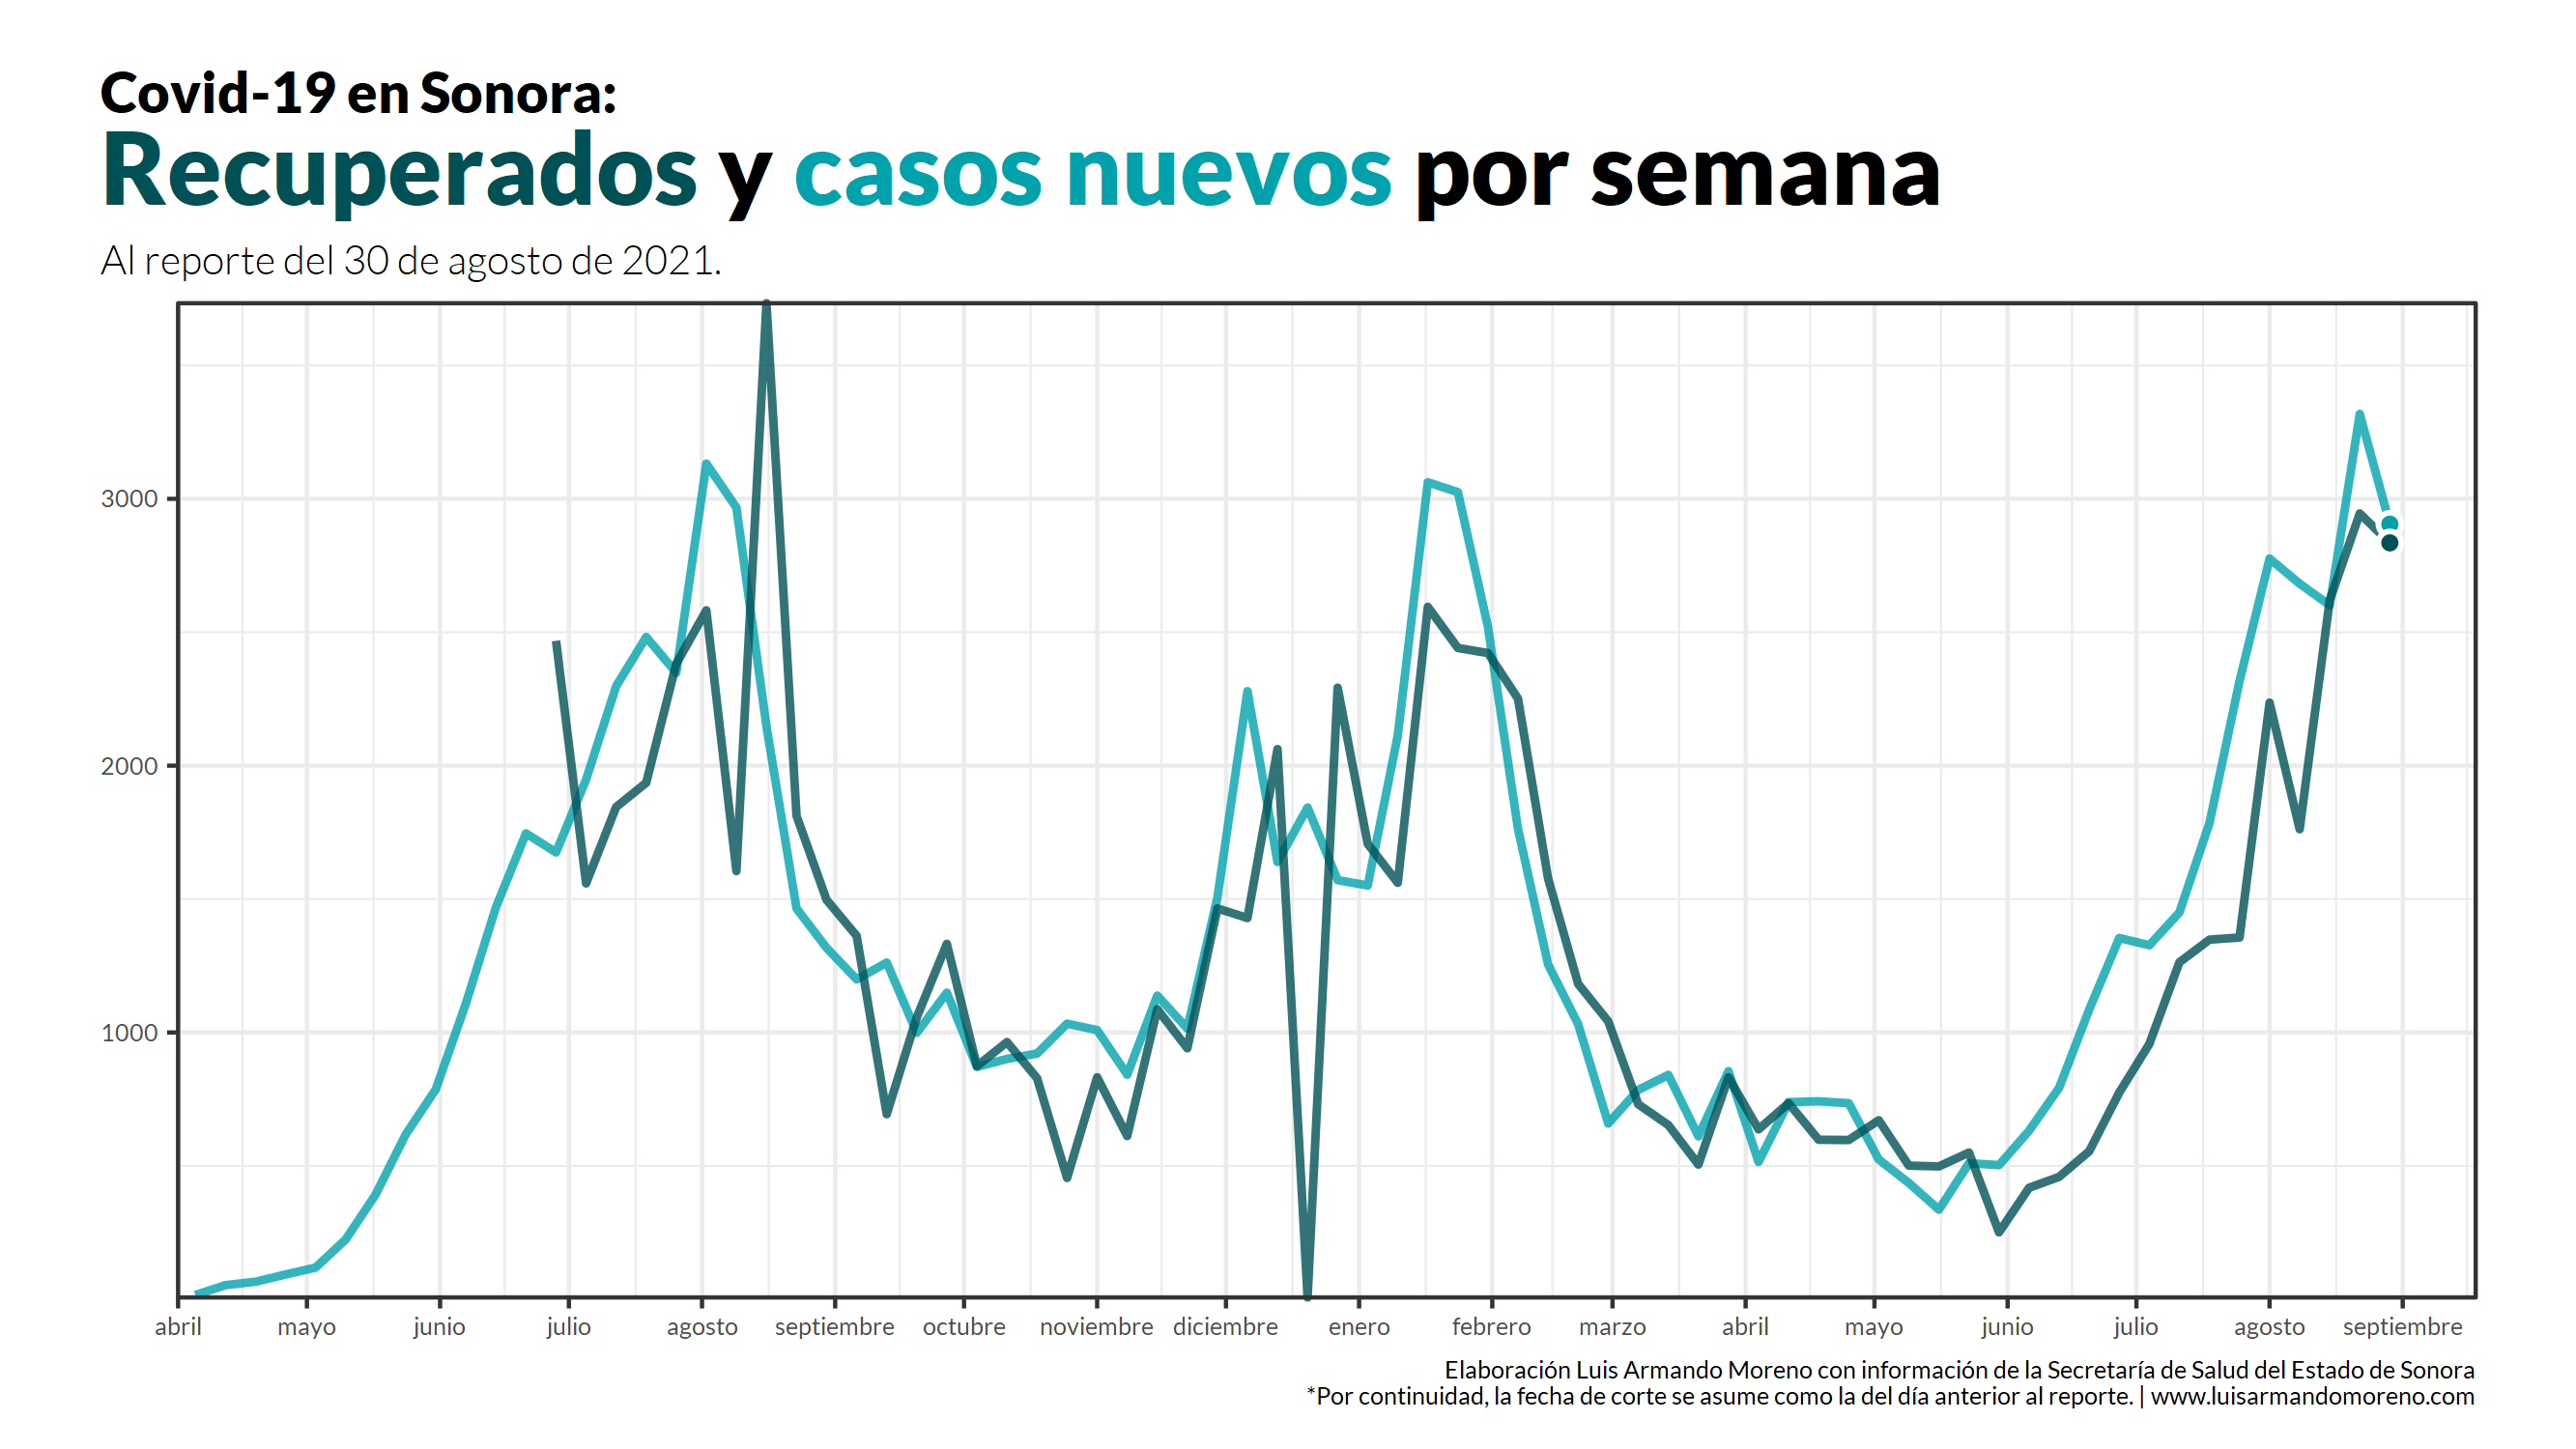 Covid-19 en Sonora:
Recuperados y casos nuevos por semana
Al reporte del 30 de agosto de 2021.
3000
2000
1000
abril mayo junio julio agosto septiembre octubre noviembre diciembre enero febrero marzo abril mayo junio julio agosto septiembre
Elaboración Luis Armando Moreno con información de la Secretaría de Salud del Estado de Sonora
*Por continuidad, la fecha de corte se asume como la del día anterior al reporte. | www.luisarmandomoreno.com